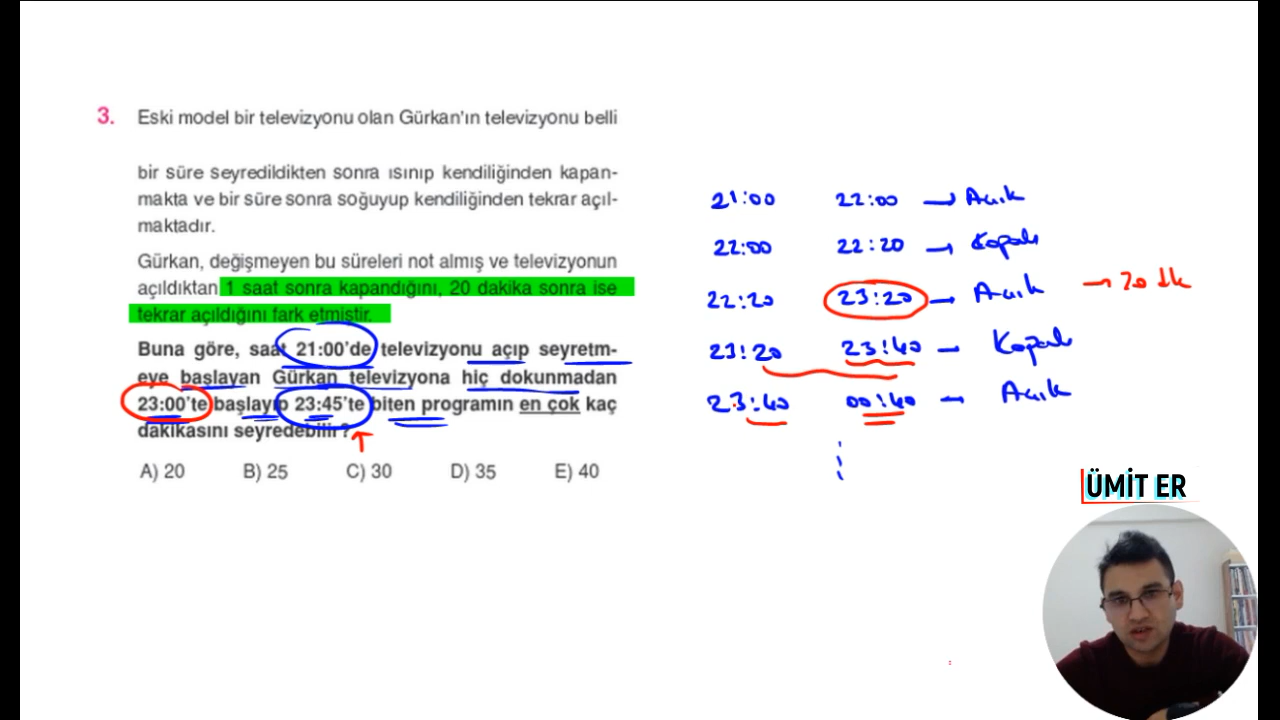 3. Eski model bir televizyonu olan Gürkan'ın televizyonu belli
bir süre seyredildikten sonra ısınıp kendiliğinden kapan-
makta ve bir süre sonra soğuyup kendiliğinden tekrar açıl-
maktadır.
Gürkan, değişmeyen bu süreleri not almış ve televizyonun
açıldıktan 1 saat sonra kapandığını, 20 dakika sonra ise
tekrar açıldığını fark etmiştir.
Buna göre, saat 21:00'de televizyonu açıp seyretm-
eye başlayan Gürkan televizyona hiç dokunmadan
23:00'te başlayıp 23:45'te biten programın en çok kaç
dakikasını seyredebilir?
A) 20 B) 25 C) 30 D) 35 E) 40
21:00 22:00 → Açık
22:00 22:20 → Kapalı
22:20 23:20 → Açık → 20 dk
23:20 23:40 – Kapalı
23:40 00:40 – Açık
ÜMİT ER